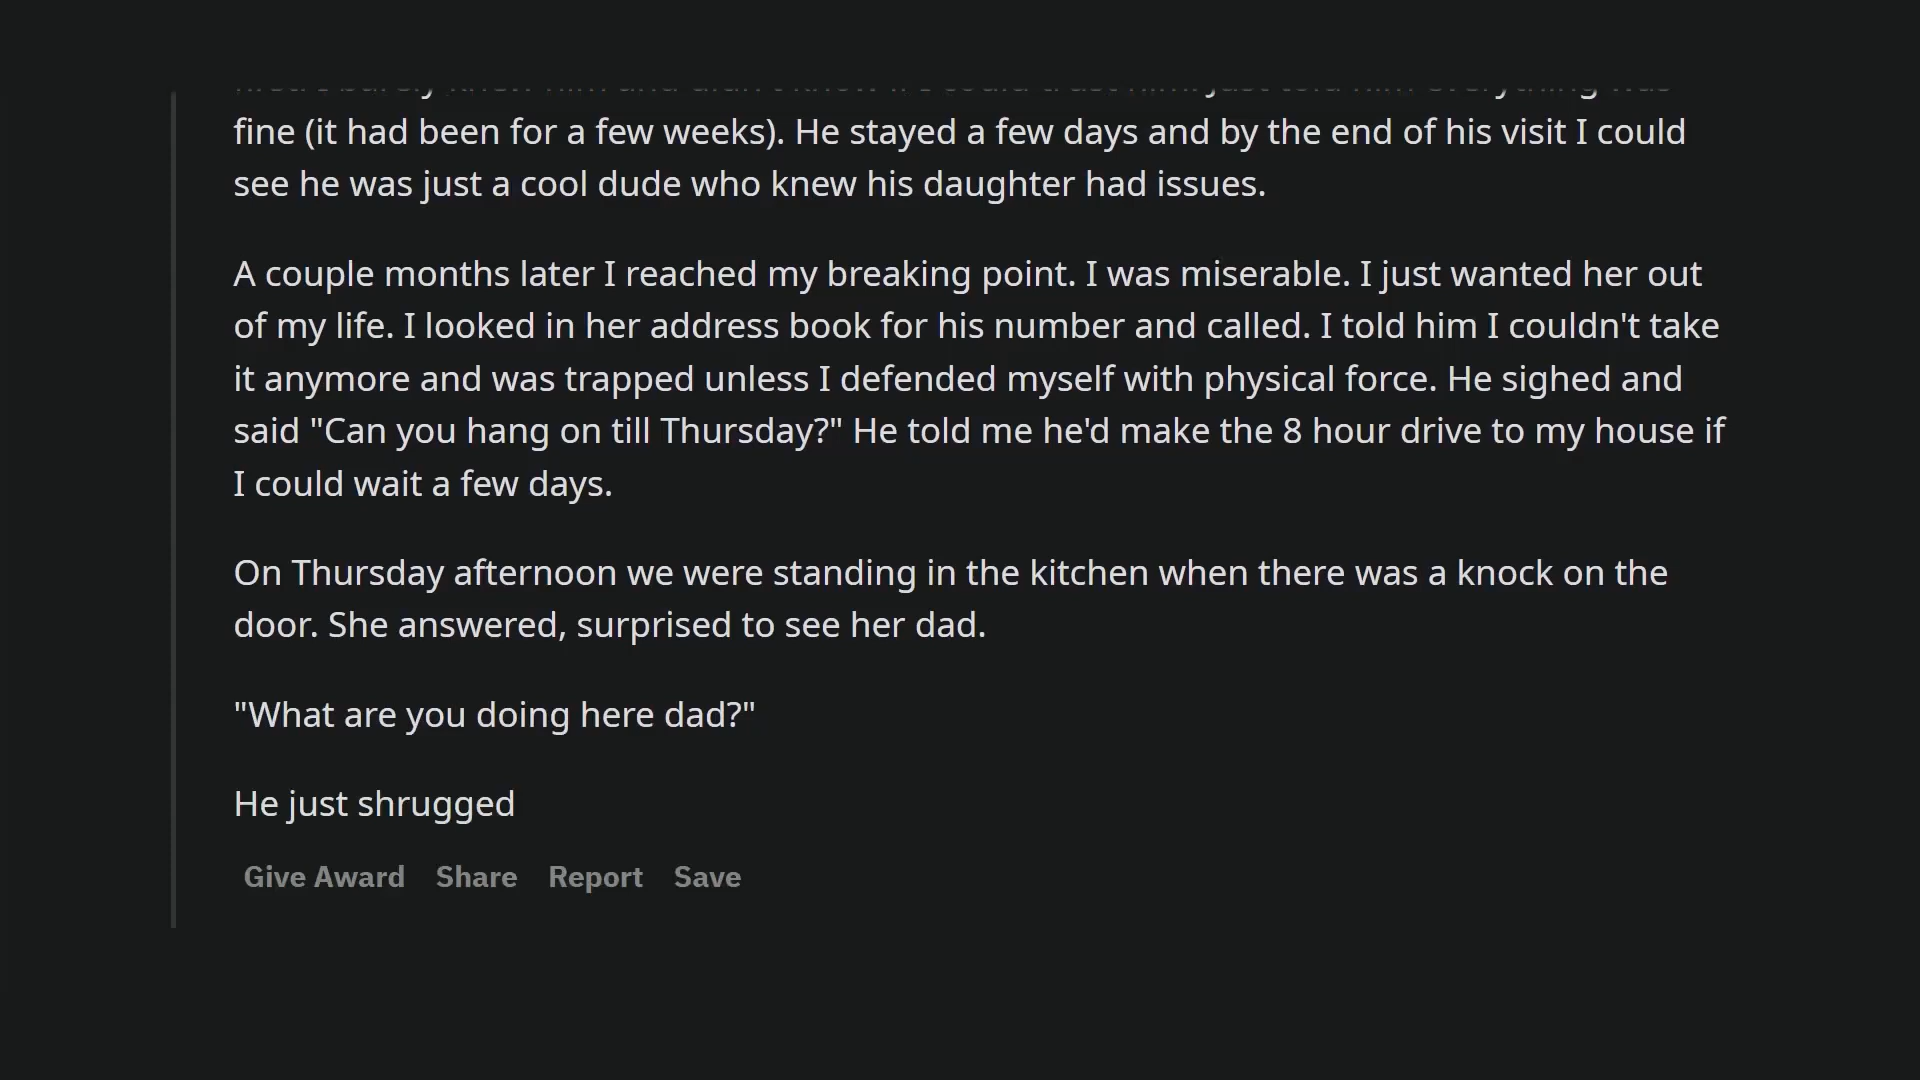 fine (it had been for a few weeks). He stayed a few days and by the end of his visit I could
see he was just a cool dude who knew his daughter had issues.
A couple months later I reached my breaking point. I was miserable. I just wanted her out
of my life. I looked in her address book for his number and called. I told him I couldn't take
it anymore and was trapped unless I defended myself with physical force. He sighed and
said "Can you hang on till Thursday?" He told me he'd make the 8 hour drive to my house if
I could wait a few days.
On Thursday afternoon we were standing in the kitchen when there was a knock on the
door. She answered, surprised to see her dad.
"What are you doing here dad?"
He just shrugged
Give Award Share Report Save